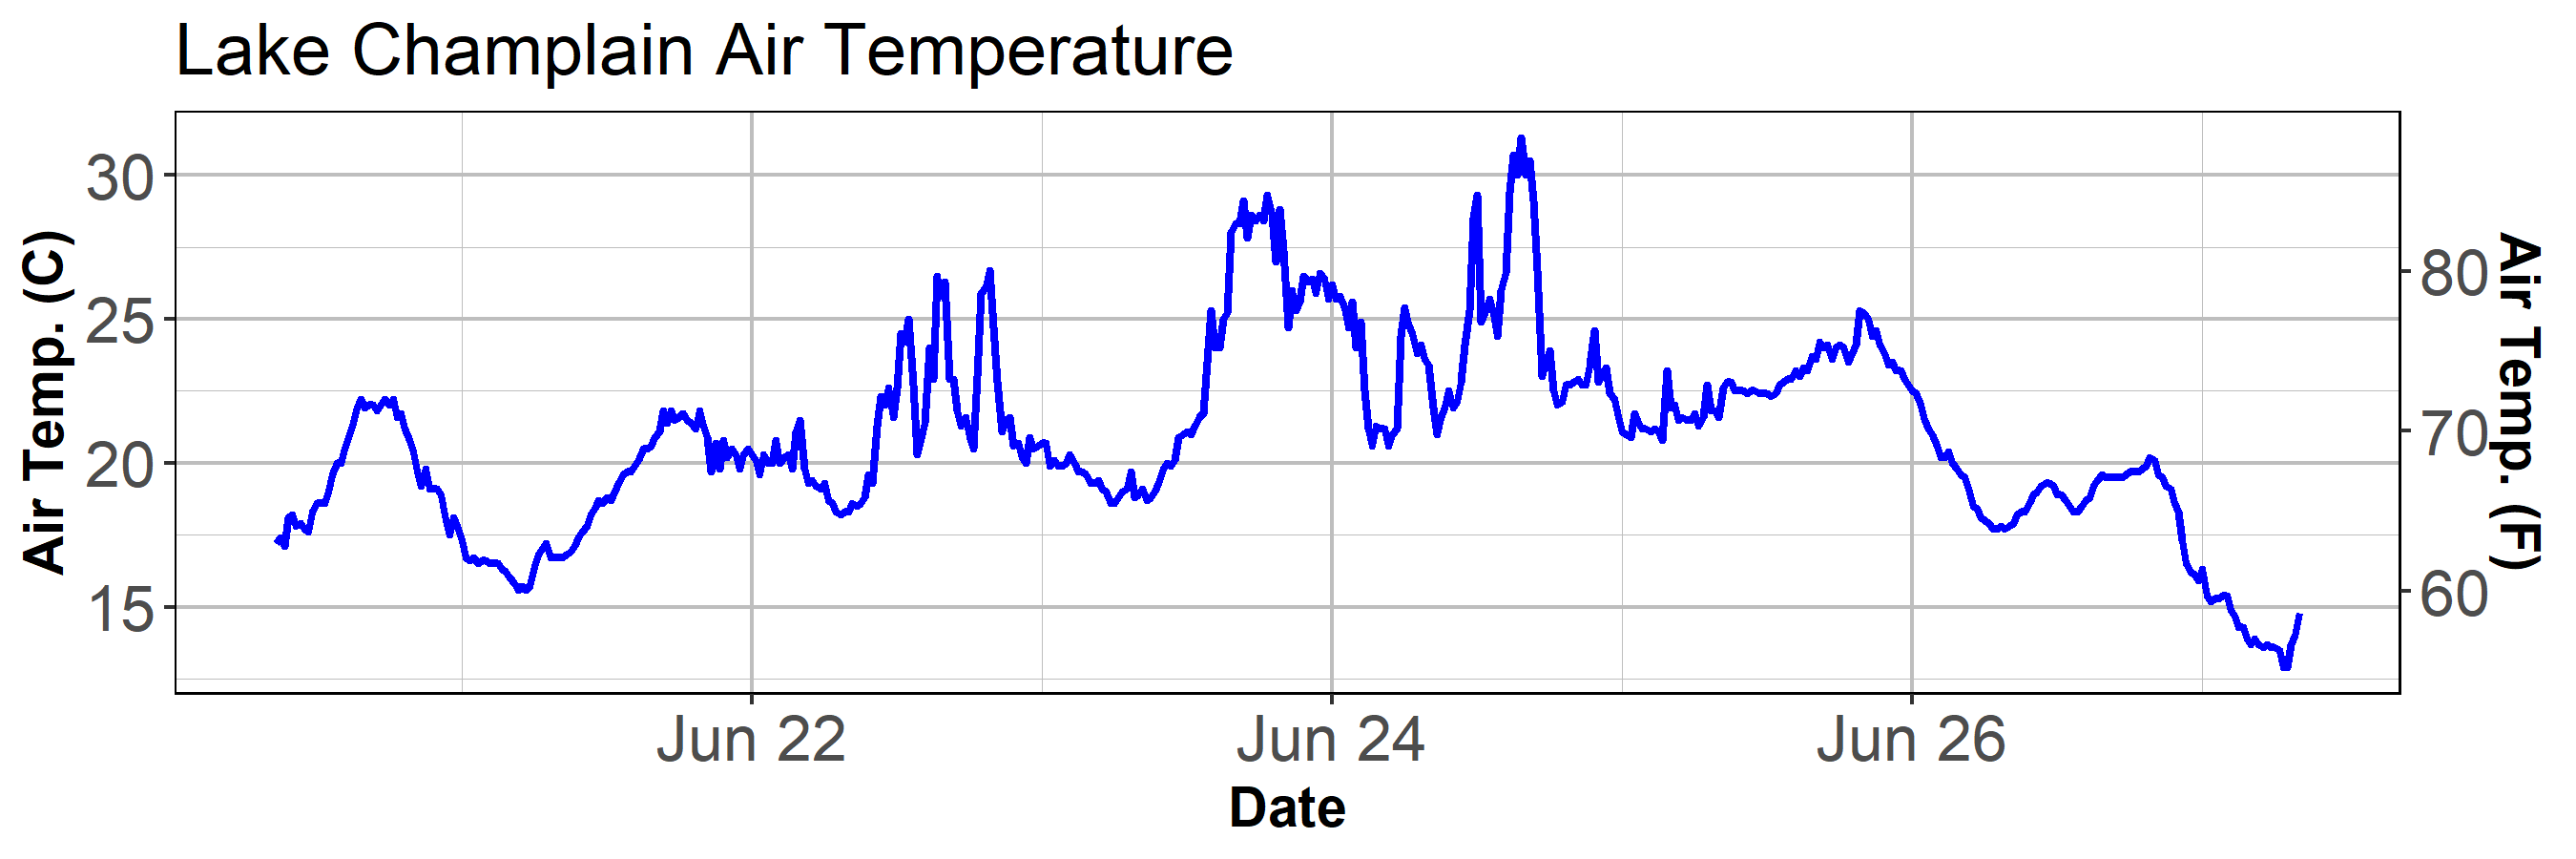 Lake Champlain Air Temperature
Air Temp. (C)
30
25
20
15
80
70
60
Air Temp. (F)
Jun 22
Jun 24
Jun 26
Date